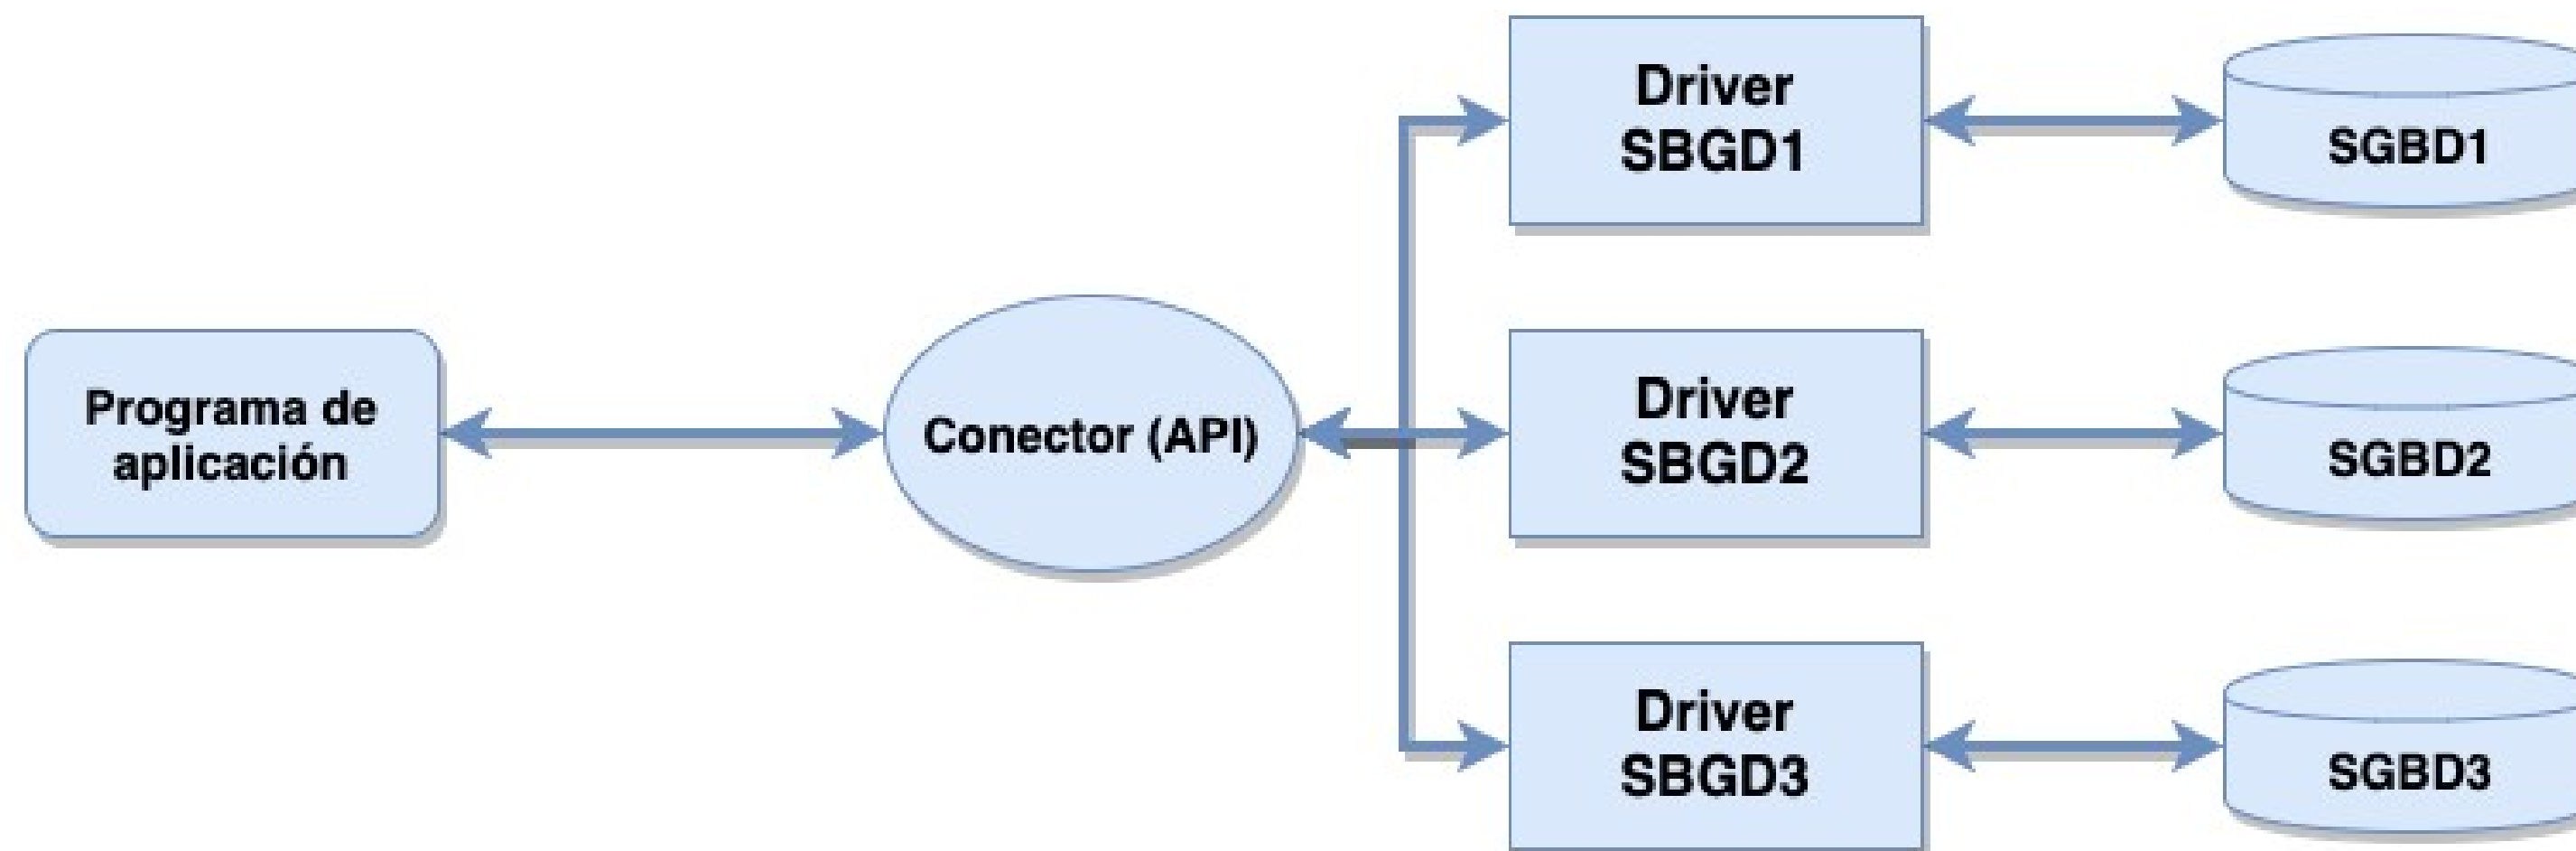 Driver
SBGD1
SGBD1
Programa de
aplicación
Conector (API)
Driver
SBGD2
SGBD2
Driver
SBGD3
SGBD3